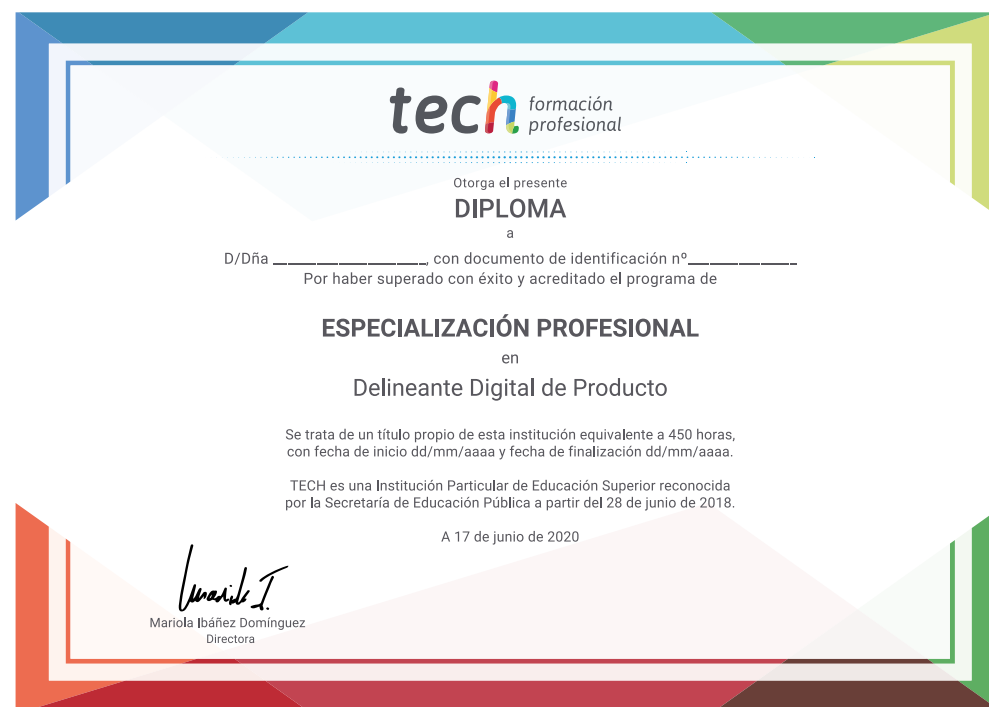 tech formación
profesional
Otorga el presente
DIPLOMA
a
D/Dña ____________________, con documento de identificación nº______________
Por haber superado con éxito y acreditado el programa de
ESPECIALIZACIÓN PROFESIONAL
en
Delineante Digital de Producto
Se trata de un título propio de esta institución equivalente a 450 horas,
con fecha de inicio dd/mm/aaaa y fecha de finalización dd/mm/aaaa.
TECH es una Institución Particular de Educación Superior reconocida
por la Secretaría de Educación Pública a partir del 28 de junio de 2018.
A 17 de junio de 2020
Mariola Ibáñez Domínguez
Directora